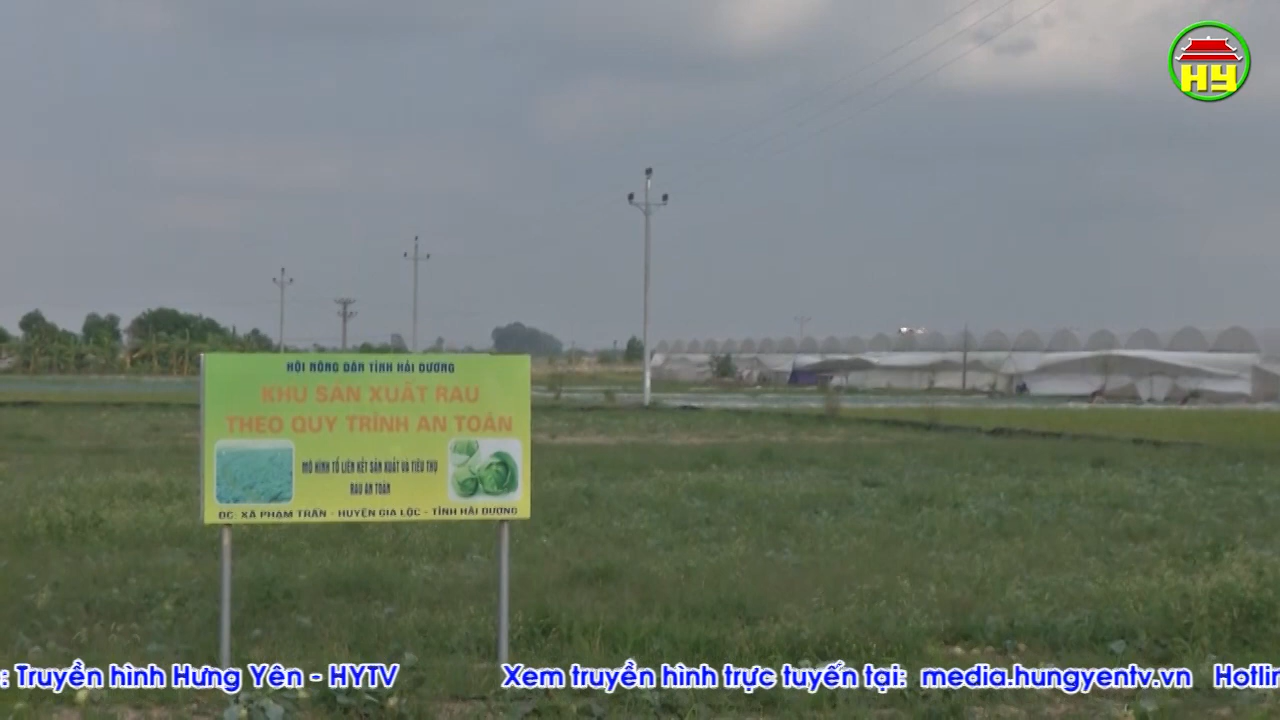 HY
HỘI NÔNG DÂN TỈNH HẢI DƯƠNG
KHU SẢN XUẤT RAU
THEO QUY TRÌNH AN TOÀN
MÔ HÌNH TỔ LIÊN KẾT SẢN XUẤT VÀ TIÊU THỤ
RAU AN TOÀN
ĐC: XÃ PHẠM TRẤN - HUYỆN GIA LỘC - TỈNH HẢI DƯƠNG
: Truyền hình Hưng Yên - HYTV Xem truyền hình trực tuyến tại: media.hungyentv.vn Hotlin